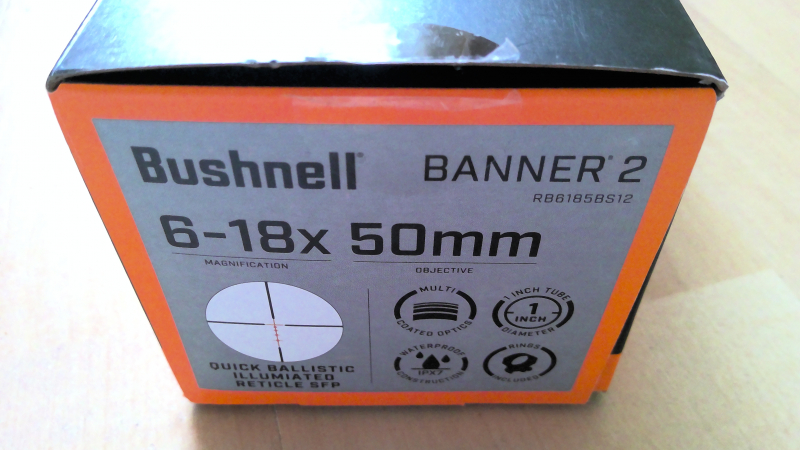 Bushnell®
BANNER® 2
RB6185BS12
6-18x 50mm
MAGNIFICATION
OBJECTIVE
QUICK BALLISTIC
ILLUMIATED
RETICLE SFP
MULTI
COATED OPTICS
1 INCH TUBE
1
INCH
DIAMETER
WATERPROOF
IPX7
CONSTRUCTION
RINGS
INCLUDED